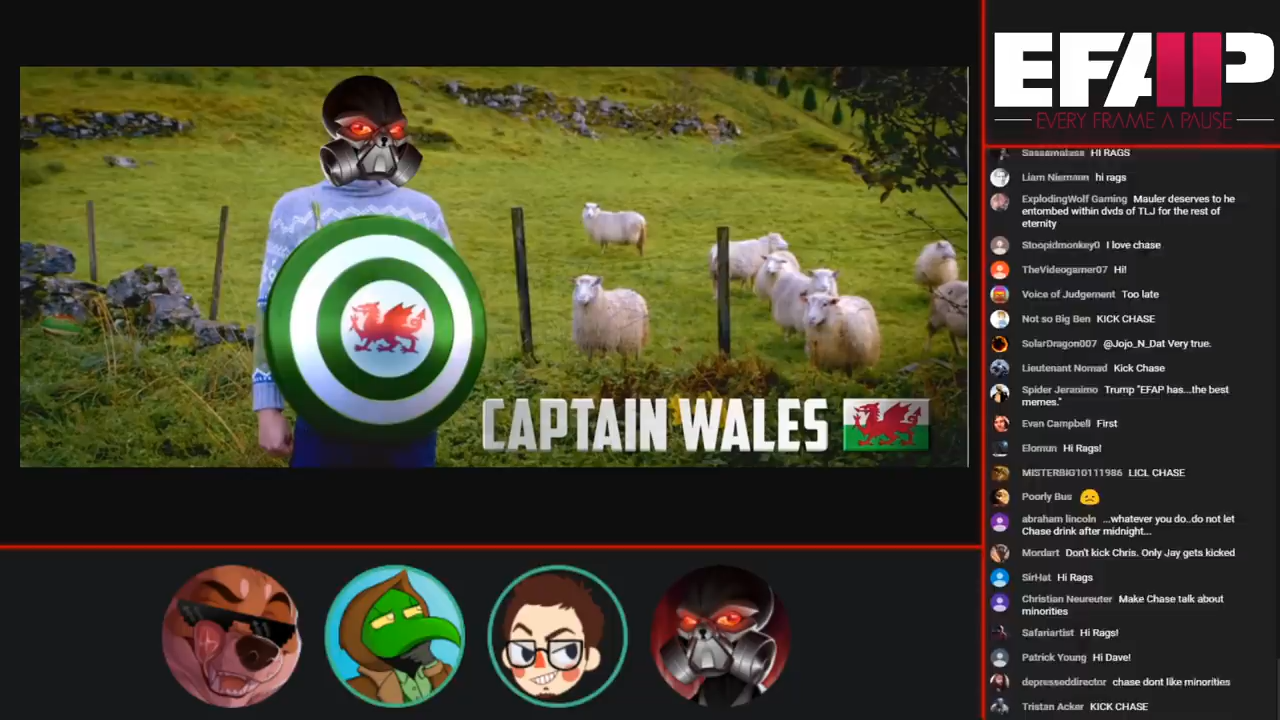 CAPTAIN WALES
EFAP
EVERY FRAME A PAUSE
Sassamalass HI RAGS
Liam Niemann hi rags
ExplodingWolf Gaming Mauler deserves to he
entombed within dvds of TLJ for the rest of
eternity
Stoopidmonkey0 I love chase
TheVideogamer07 Hi!
Voice of Judgement Too late
Not so Big Ben KICK CHASE
SolarDragon007 @Jojo_N_Dat Very true.
Lieutenant Nomad Kick Chase
Spider Jeranimo Trump "EFAP has...the best
memes."
Evan Campbell First
Elomun Hi Rags!
MISTERBIG10111986 LICL CHASE
Poorly Bus
abraham lincoln ...whatever you do..do not let
Chase drink after midnight...
Mordart Don't kick Chris. Only Jay gets kicked
SirHat Hi Rags
Christian Neureuter Make Chase talk about
minorities
Safariartist Hi Rags!
Patrick Young Hi Dave!
depresseddirector chase dont like minorities
Tristan Acker KICK CHASE